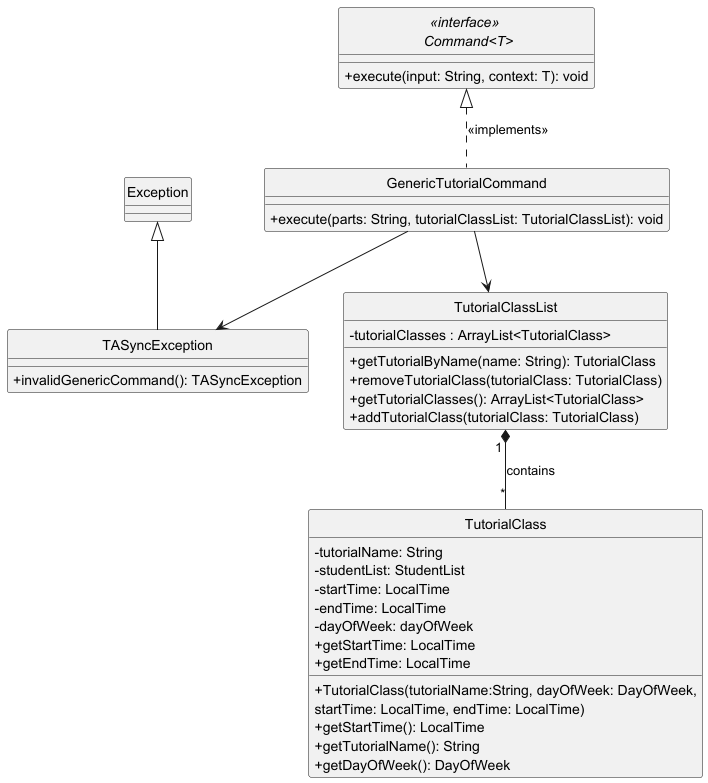 «interface»
Command<T>
+execute(input: String, context: T): void
«implements»
Exception
GenericTutorialCommand
+execute(parts: String, tutorialClassList: TutorialClassList): void
TASyncException
+invalidGenericCommand(): TASyncException
TutorialClassList
-tutorialClasses : ArrayList<TutorialClass>
+getTutorialByName(name: String): TutorialClass
+removeTutorialClass(tutorialClass: TutorialClass)
+getTutorialClasses(): ArrayList<TutorialClass>
+addTutorialClass(tutorialClass: TutorialClass)
1
contains
*
TutorialClass
-tutorialName: String
-studentList: StudentList
-startTime: LocalTime
-endTime: LocalTime
-dayOfWeek: dayOfWeek
+getStartTime: LocalTime
+getEndTime: LocalTime
+TutorialClass(tutorialName:String, dayOfWeek: DayOfWeek,
startTime: LocalTime, endTime: LocalTime)
+getStartTime(): LocalTime
+getTutorialName(): String
+getDayOfWeek(): DayOfWeek